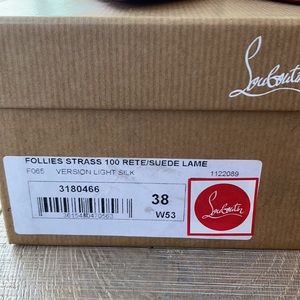 Louboutin
FOLLIES STRASS 100 RETE/SUEDE LAME
F065 VERSION LIGHT SILK 1122089
3180466
38
W53
Louboutin